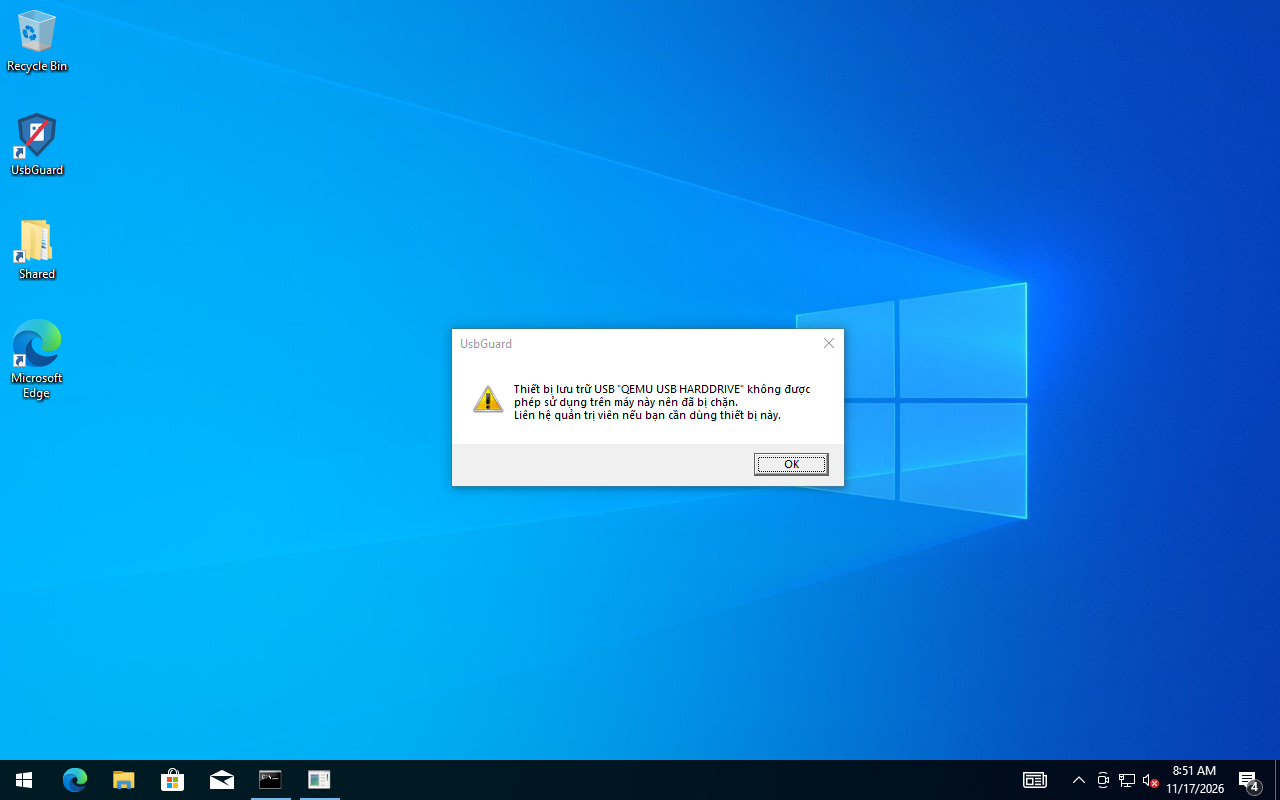 Recycle Bin
UsbGuard
Shared
Microsoft
Edge
UsbGuard
Thiết bị lưu trữ USB "QEMU USB HARDDRIVE" không được
phép sử dụng trên máy này nên đã bị chặn.
Liên hệ quản trị viên nếu bạn cần dùng thiết bị này.
OK
8:51 AM
11/17/2026
4